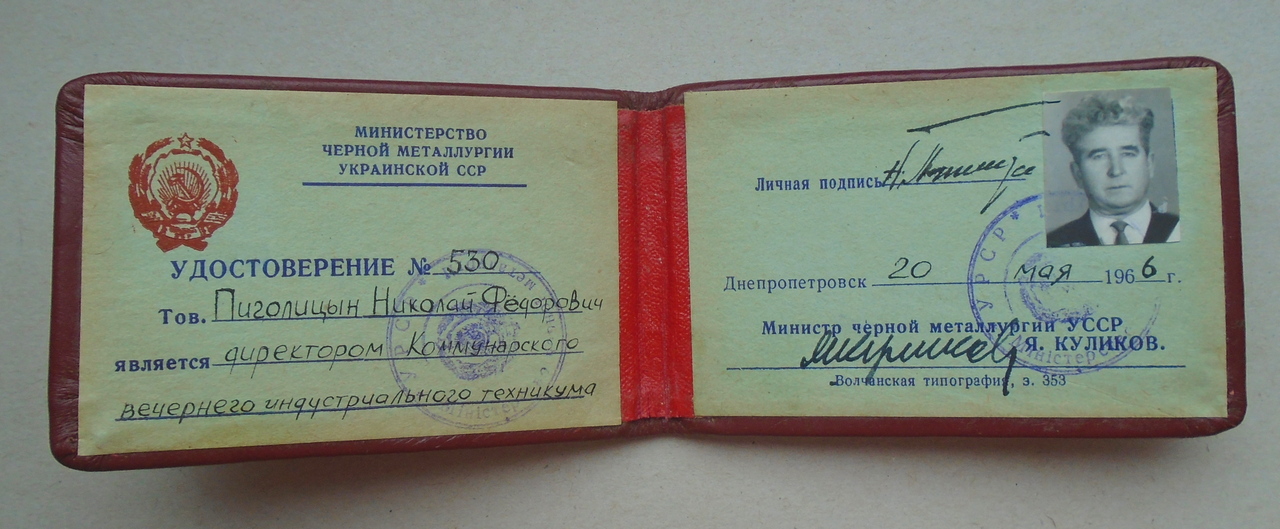 МИНИСТЕРСТВО
ЧЕРНОЙ МЕТАЛЛУРГИИ
УКРАИНСКОЙ ССР
УДОСТОВЕРЕНИЕ № 530
Тов. Пиголицын Николай Фёдорович
является директором Коммунарского
вечернего индустриального техникума
Личная подпись
Днепропетровск 20 мая 1966 г.
Министр черной металлургии УССР
Я. КУЛИКОВ.
Волчанская типография, з. 353